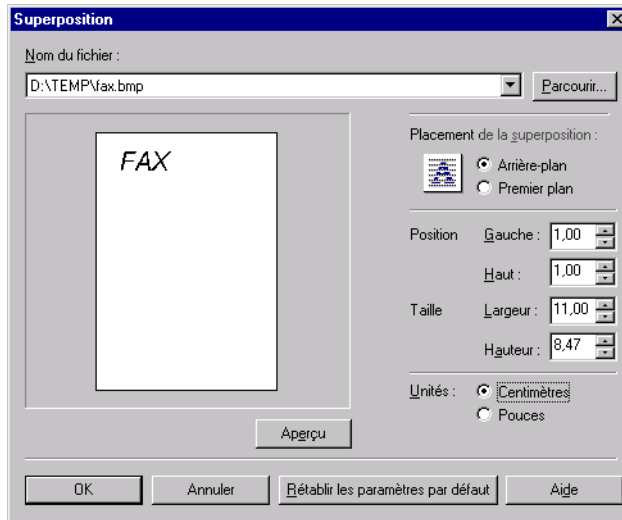 Superposition
Nom du fichier :
D:\TEMP\fax.bmp
Parcourir...
FAX
Placement de la superposition :
Arrière-plan
Premier plan
Position Gauche : 1,00
Haut : 1,00
Taille Largeur : 11,00
Hauteur : 8,47
Unités : Centimètres
Pouces
Aperçu
OK Annuler Rétablir les paramètres par défaut Aide